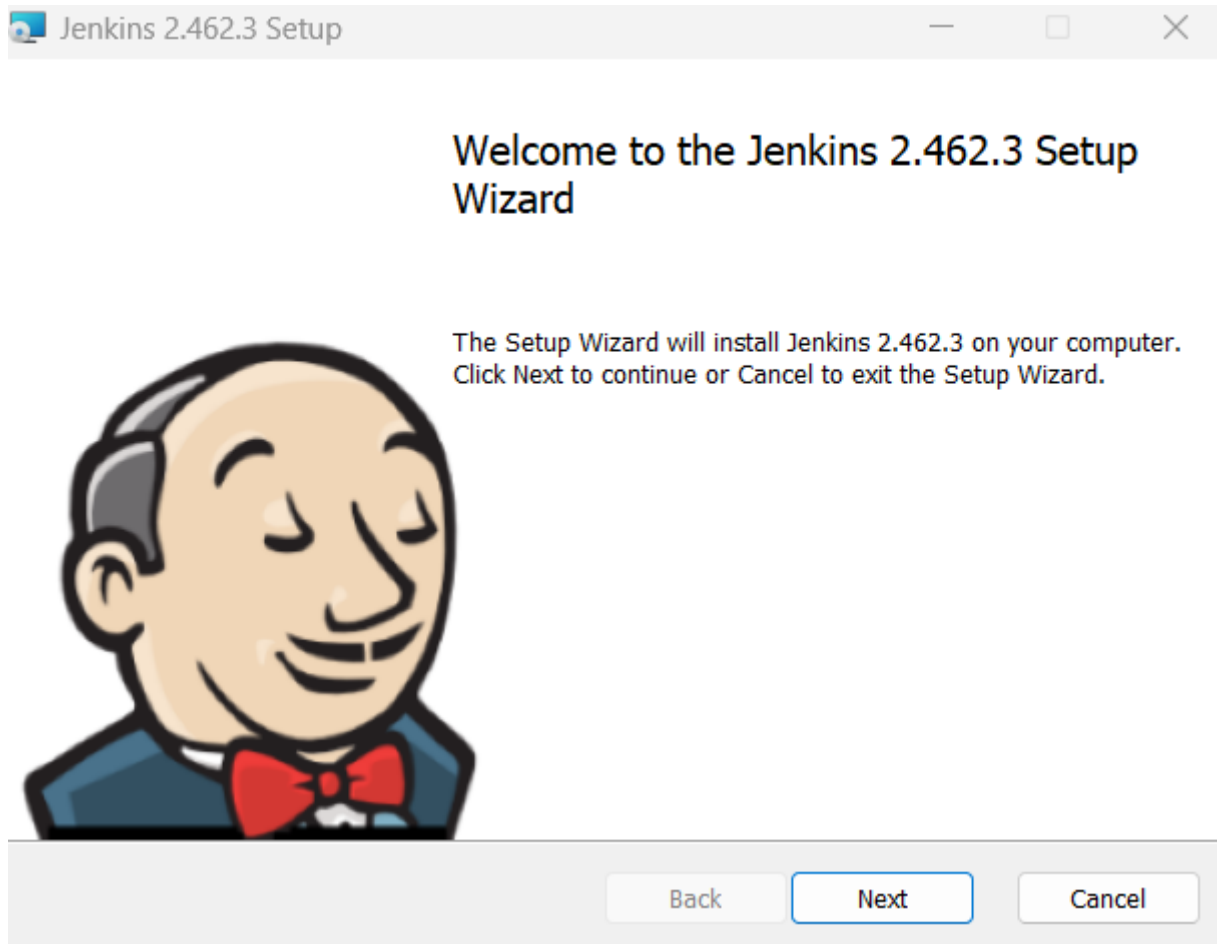 Jenkins 2.462.3 Setup
Welcome to the Jenkins 2.462.3 Setup
Wizard
The Setup Wizard will install Jenkins 2.462.3 on your computer.
Click Next to continue or Cancel to exit the Setup Wizard.
Back Next Cancel